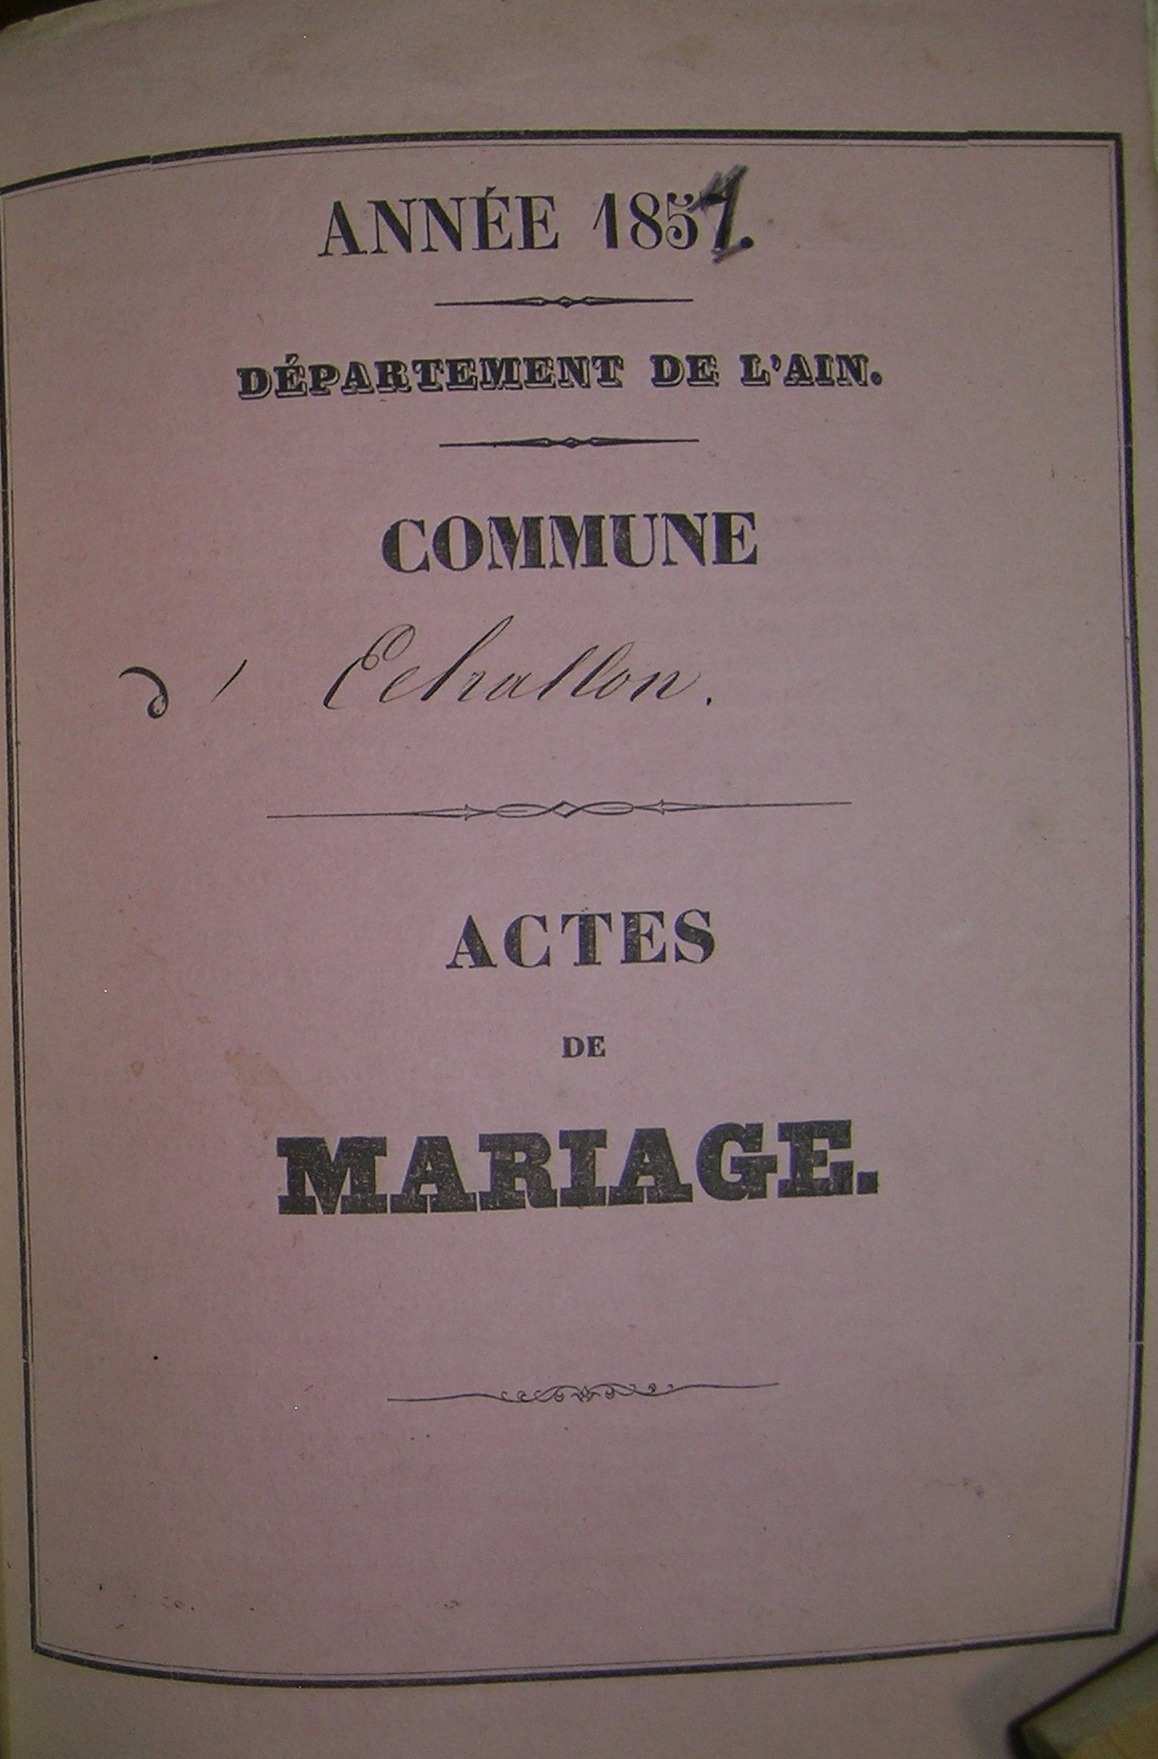 ANNÉE 1857.
DÉPARTEMENT DE L'AIN.
COMMUNE
d' Echallon.
ACTES
DE
MARIAGE.